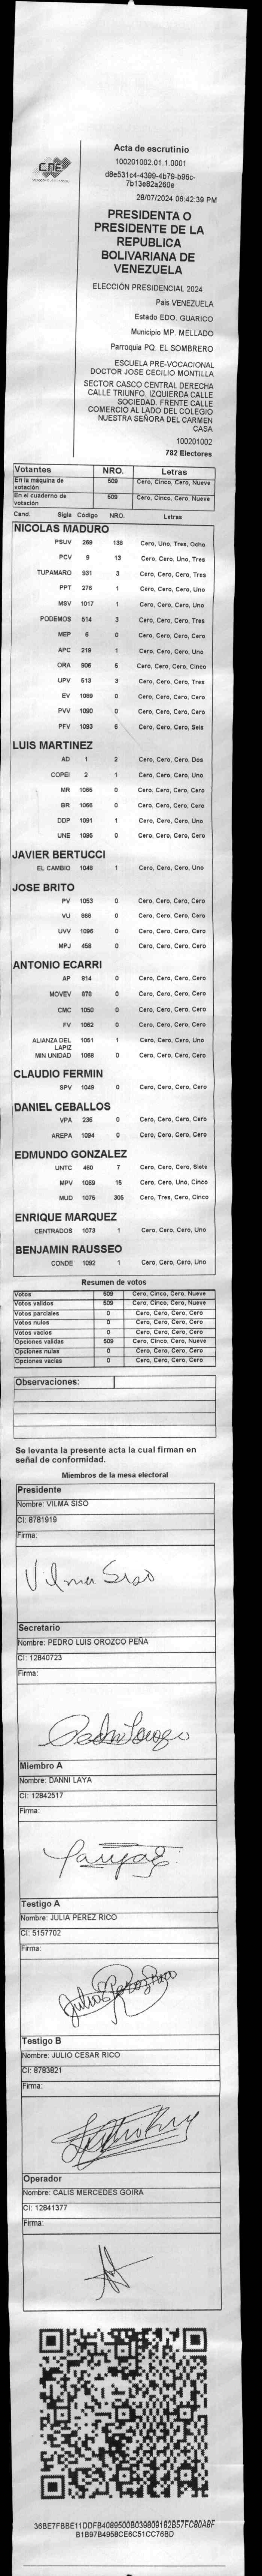 CNE
Acta de escrutinio
100201002.01.1.0001
d8e531c4-4399-4b79-b96c-
7b13e82a260e
28/07/2024 06:42:39 PM
PRESIDENTA O
PRESIDENTE DE LA
REPUBLICA
BOLIVARIANA DE
VENEZUELA
ELECCIÓN PRESIDENCIAL 2024
País VENEZUELA
Estado EDO. GUARICO
Municipio MP. MELLADO
Parroquia PQ. EL SOMBRERO
ESCUELA PRE-VOCACIONAL
DOCTOR JOSE CECILIO MONTILLA
SECTOR CASCO CENTRAL DERECHA
CALLE TRIUNFO. IZQUIERDA CALLE
SOCIEDAD. FRENTE CALLE
COMERCIO AL LADO DEL COLEGIO
NUESTRA SEÑORA DEL CARMEN
CASA
100201002
782 Electores
Votantes NRO. Letras
En la máquina de votación 509 Cero, Cinco, Cero, Nueve
En el cuaderno de votación 509 Cero, Cinco, Cero, Nueve
Cand. Sigla Código NRO. Letras
NICOLAS MADURO
PSUV 269 138 Cero, Uno, Tres, Ocho
PCV 9 13 Cero, Cero, Uno, Tres
TUPAMARO 931 3 Cero, Cero, Cero, Tres
PPT 276 1 Cero, Cero, Cero, Uno
MSV 1017 1 Cero, Cero, Cero, Uno
PODEMOS 514 3 Cero, Cero, Cero, Tres
MEP 6 0 Cero, Cero, Cero, Cero
APC 219 1 Cero, Cero, Cero, Uno
ORA 906 5 Cero, Cero, Cero, Cinco
UPV 513 3 Cero, Cero, Cero, Tres
EV 1089 0 Cero, Cero, Cero, Cero
PVV 1090 0 Cero, Cero, Cero, Cero
PFV 1093 6 Cero, Cero, Cero, Seis
LUIS MARTINEZ
AD 1 2 Cero, Cero, Cero, Dos
COPEI 2 1 Cero, Cero, Cero, Uno
MR 1065 0 Cero, Cero, Cero, Cero
BR 1066 0 Cero, Cero, Cero, Cero
DDP 1091 1 Cero, Cero, Cero, Uno
UNE 1095 0 Cero, Cero, Cero, Cero
JAVIER BERTUCCI
EL CAMBIO 1048 1 Cero, Cero, Cero, Uno
JOSE BRITO
PV 1053 0 Cero, Cero, Cero, Cero
VU 968 0 Cero, Cero, Cero, Cero
UVV 1096 0 Cero, Cero, Cero, Cero
MPJ 458 0 Cero, Cero, Cero, Cero
ANTONIO ECARRI
AP 814 0 Cero, Cero, Cero, Cero
MOVEV 978 0 Cero, Cero, Cero, Cero
CMC 1050 0 Cero, Cero, Cero, Cero
FV 1062 0 Cero, Cero, Cero, Cero
ALIANZA DEL LAPIZ 1051 1 Cero, Cero, Cero, Uno
MIN UNIDAD 1068 0 Cero, Cero, Cero, Cero
CLAUDIO FERMIN
SPV 1049 0 Cero, Cero, Cero, Cero
DANIEL CEBALLOS
VPA 236 0 Cero, Cero, Cero, Cero
AREPA 1094 0 Cero, Cero, Cero, Cero
EDMUNDO GONZALEZ
UNTC 460 7 Cero, Cero, Cero, Siete
MPV 1069 15 Cero, Cero, Uno, Cinco
MUD 1075 305 Cero, Tres, Cero, Cinco
ENRIQUE MARQUEZ
CENTRADOS 1073 1 Cero, Cero, Cero, Uno
BENJAMIN RAUSSEO
CONDE 1092 1 Cero, Cero, Cero, Uno
Resumen de votos
Votos 509 Cero, Cinco, Cero, Nueve
Votos validos 509 Cero, Cinco, Cero, Nueve
Votos parciales 0 Cero, Cero, Cero, Cero
Votos nulos 0 Cero, Cero, Cero, Cero
Votos vacios 0 Cero, Cero, Cero, Cero
Opciones validas 509 Cero, Cinco, Cero, Nueve
Opciones nulas 0 Cero, Cero, Cero, Cero
Opciones vacias 0 Cero, Cero, Cero, Cero
Observaciones:
Se levanta la presente acta la cual firman en
señal de conformidad.
Miembros de la mesa electoral
Presidente
Nombre: VILMA SISO
CI: 8781919
Firma:
Vilma Siso
Secretario
Nombre: PEDRO LUIS OROZCO PEÑA
CI: 12840723
Firma:
Miembro A
Nombre: DANNI LAYA
CI: 12842517
Firma:
Testigo A
Nombre: JULIA PEREZ RICO
CI: 5157702
Firma:
Testigo B
Nombre: JULIO CESAR RICO
CI: 8783821
Firma:
Operador
Nombre: CALIS MERCEDES GOIRA
CI: 12841377
Firma:
36BE7FBBE11DDFB4089500B0398091B2B57FC80ABF
B1B97B4958CE6C51CC76BD